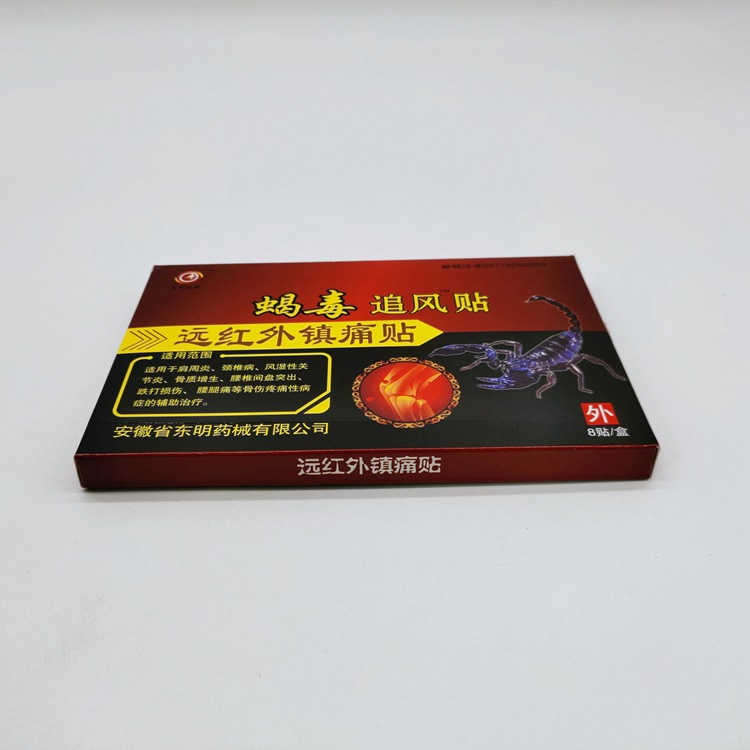 蝎毒 追风贴
TM
远红外镇痛贴
适用范围
适用于肩周炎、颈椎病、风湿性关
节炎、骨质增生、腰椎间盘突出、
跌打损伤、腰腿痛等骨伤疼痛性病
症的辅助治疗。
安徽省东明药械有限公司
外
8贴/盒
远红外镇痛贴